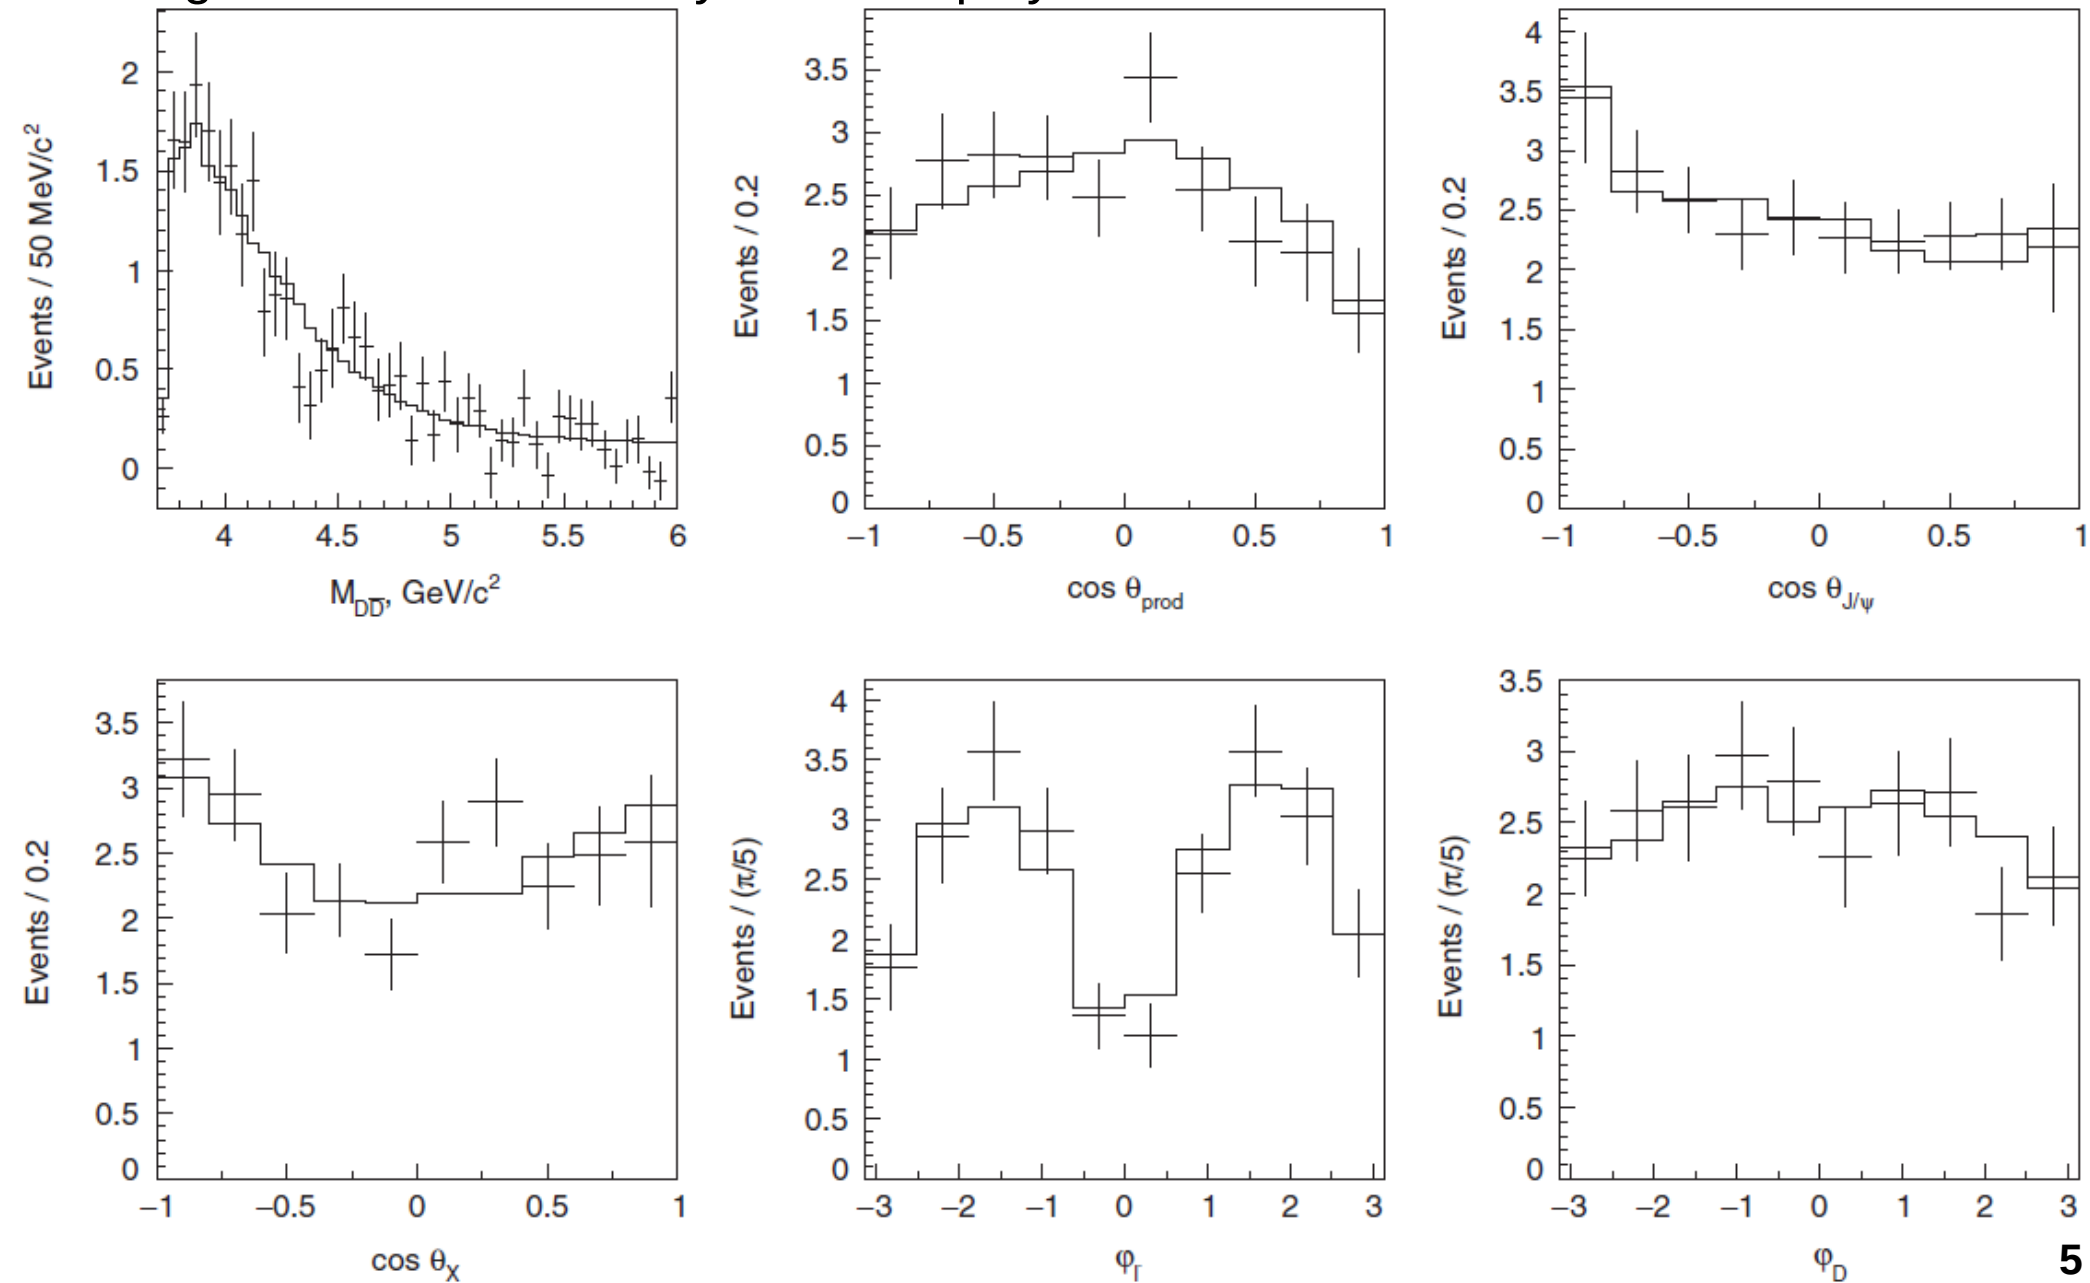 Events / 50 MeV/c²
2
1.5
1
0.5
0
4 4.5 5 5.5 6
M_DD̅, GeV/c²
Events / 0.2
3.5
3
2.5
2
1.5
1
0.5
0
−1 −0.5 0 0.5 1
cos θ_prod
Events / 0.2
4
3.5
3
2.5
2
1.5
1
0.5
0
−1 −0.5 0 0.5 1
cos θ_J/ψ
Events / 0.2
3.5
3
2.5
2
1.5
1
0.5
0
−1 −0.5 0 0.5 1
cos θ_X
Events / (π/5)
4
3.5
3
2.5
2
1.5
1
0.5
0
−3 −2 −1 0 1 2 3
Events / (π/5)
3.5
3
2.5
2
1.5
1
0.5
0
−3 −2 −1 0 1 2 3
φ_D
5